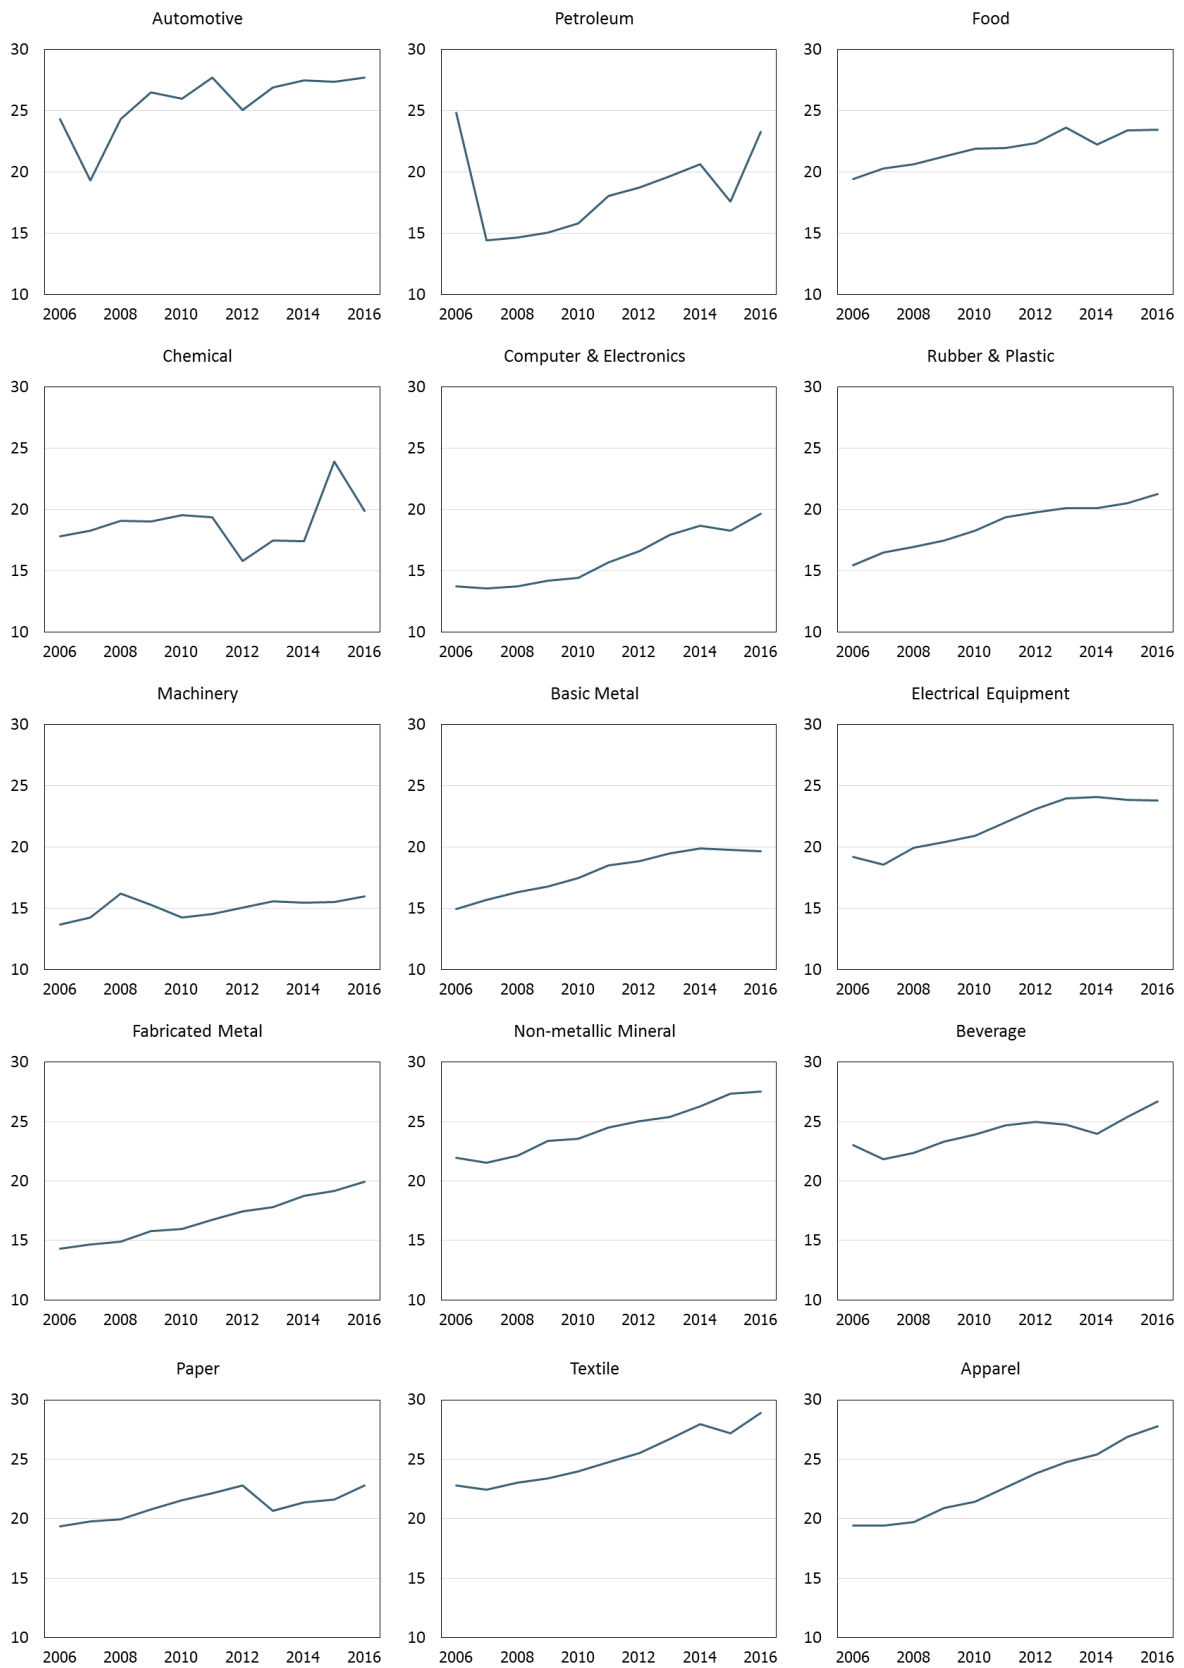 Automotive Petroleum Food
30 30 30
25 25 25
20 20 20
15 15 15
10 10 10
2006 2008 2010 2012 2014 2016 2006 2008 2010 2012 2014 2016 2006 2008 2010 2012 2014 2016
Chemical Computer & Electronics Rubber & Plastic
30 30 30
25 25 25
20 20 20
15 15 15
10 10 10
2006 2008 2010 2012 2014 2016 2006 2008 2010 2012 2014 2016 2006 2008 2010 2012 2014 2016
Machinery Basic Metal Electrical Equipment
30 30 30
25 25 25
20 20 20
15 15 15
10 10 10
2006 2008 2010 2012 2014 2016 2006 2008 2010 2012 2014 2016 2006 2008 2010 2012 2014 2016
Fabricated Metal Non-metallic Mineral Beverage
30 30 30
25 25 25
20 20 20
15 15 15
10 10 10
2006 2008 2010 2012 2014 2016 2006 2008 2010 2012 2014 2016 2006 2008 2010 2012 2014 2016
Paper Textile Apparel
30 30 30
25 25 25
20 20 20
15 15 15
10 10 10
2006 2008 2010 2012 2014 2016 2006 2008 2010 2012 2014 2016 2006 2008 2010 2012 2014 2016